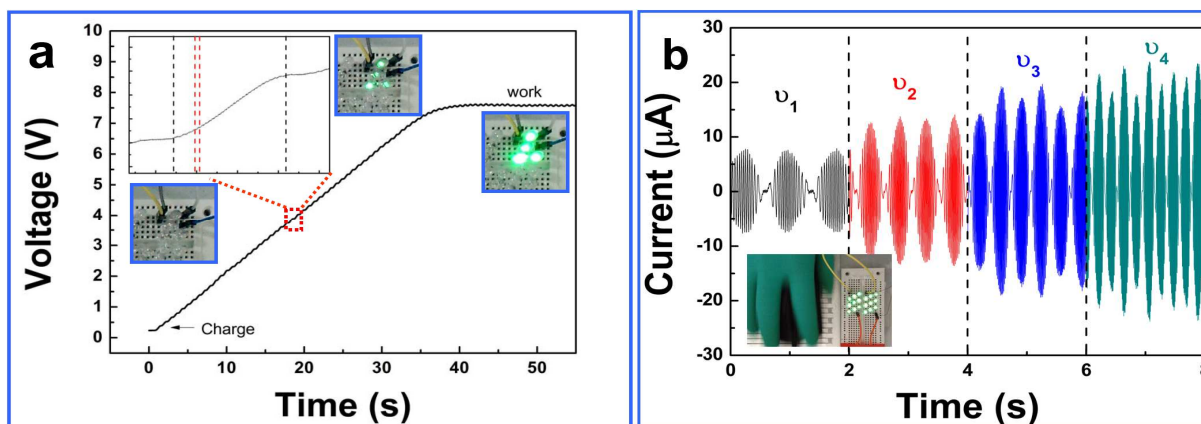 a
10
9
8
7
6
5
4
3
2
1
0
Voltage (V)
work
Charge
0 10 20 30 40 50
Time (s)
b
30
20
10
0
-10
-20
-30
Current (μA)
υ1
υ2
υ3
υ4
0 2 4 6 8
Time (s)